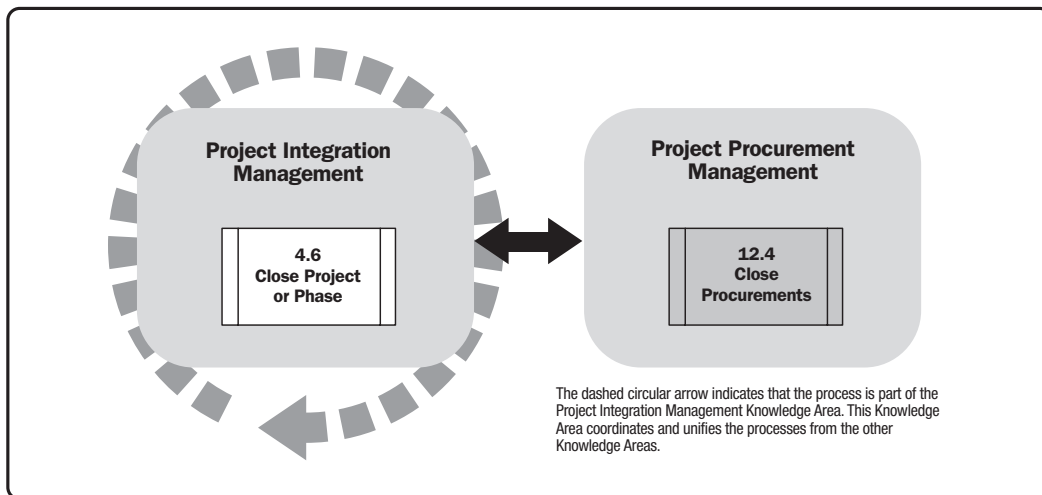 Project Integration
Management
4.6
Close Project
or Phase
Project Procurement
Management
12.4
Close
Procurements
The dashed circular arrow indicates that the process is part of the
Project Integration Management Knowledge Area. This Knowledge
Area coordinates and unifies the processes from the other
Knowledge Areas.